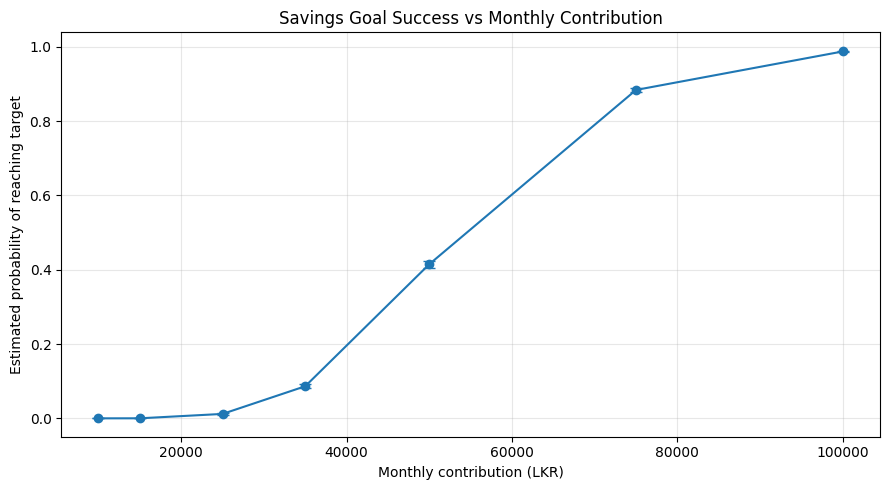 Savings Goal Success vs Monthly Contribution
Estimated probability of reaching target
1.0
0.8
0.6
0.4
0.2
0.0
20000 40000 60000 80000 100000
Monthly contribution (LKR)